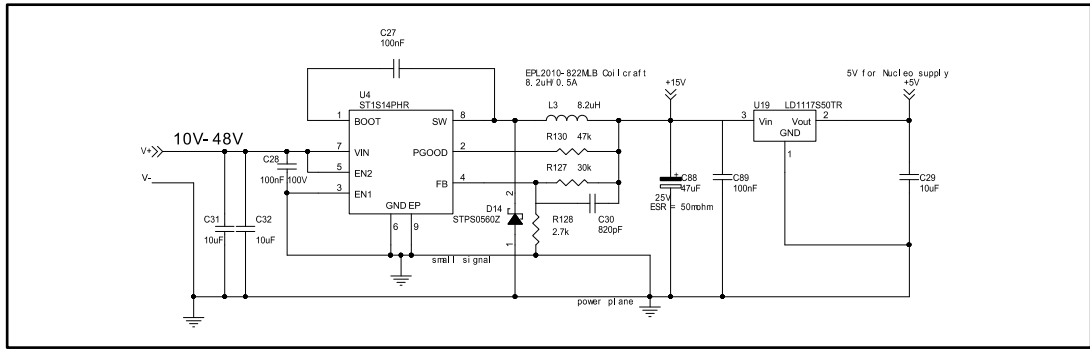 C27
100nF
EPL2010-822MLB Coilcraft
8.2uH/0.5A
+15V
5V for Nucleo supply
+5V
U4
ST1S14PHR
L3 8.2uH
U19 LD1117S50TR
1 BOOT SW 8
3 Vin Vout 2
GND
1
10V-48V
R130 47k
V+
7 VIN PGOOD 2
C28
100nF 100V
5 EN2
R127 30k
V-
3 EN1 FB 4
C88
47uF
25V
ESR = 50mohm
C89
100nF
C29
10uF
GND EP
6 9
2
D14
STPS0560Z
1
R128
2.7k
C30
820pF
C31
10uF
C32
10uF
small signal
power plane